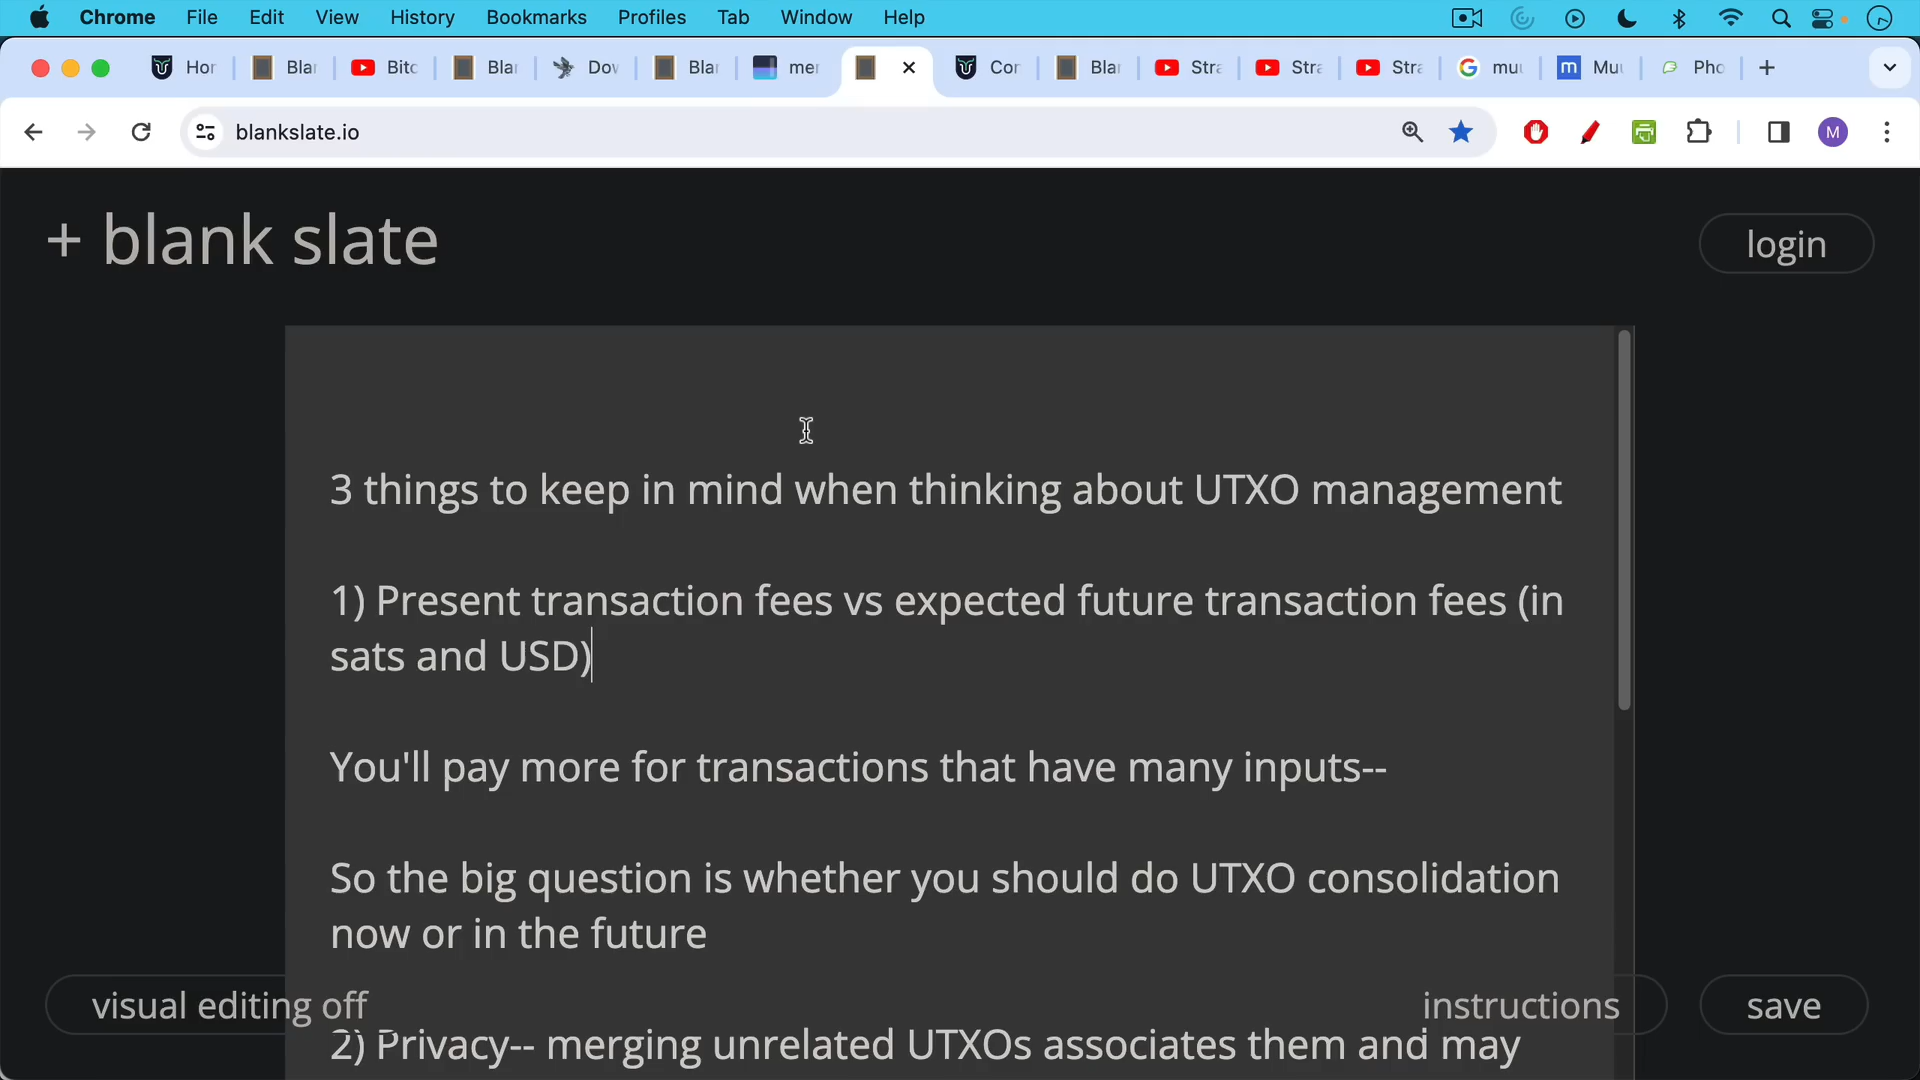 Chrome File Edit View History Bookmarks Profiles Tab Window Help
Hor Bla Bitc Bla Dov Bla me Cor Bla Stra Stra Stra mu Mu Pho
blankslate.io M
+ blank slate login
3 things to keep in mind when thinking about UTXO management
1) Present transaction fees vs expected future transaction fees (in
sats and USD)
You'll pay more for transactions that have many inputs--
So the big question is whether you should do UTXO consolidation
now or in the future
visual editing off instructions save
2) Privacy-- merging unrelated UTXOs associates them and may